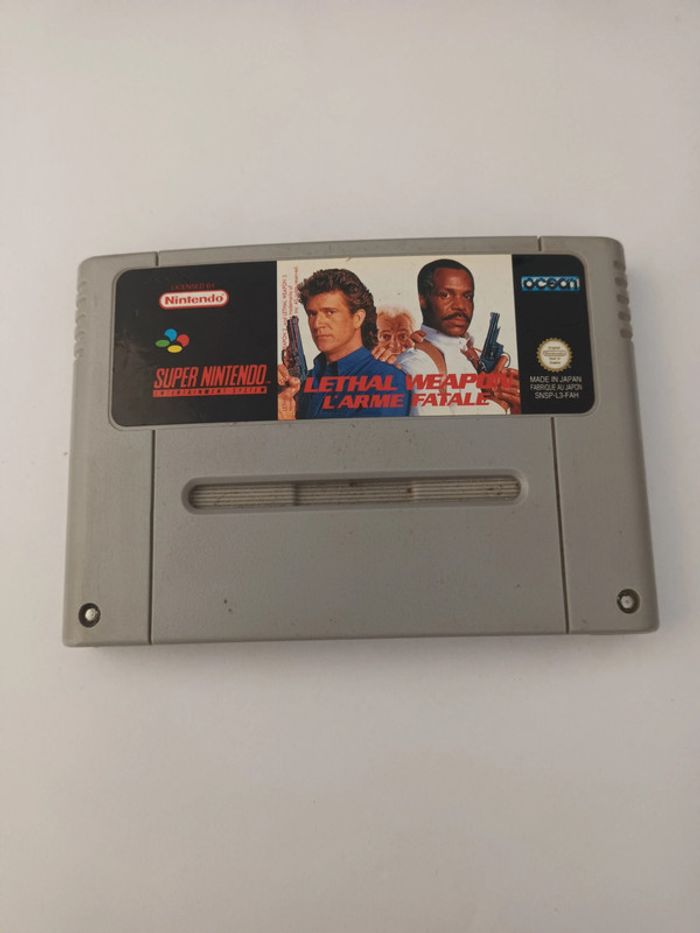 LICENSED BY
Nintendo
SUPER NINTENDO
ENTERTAINMENT SYSTEM
LETHAL WEAPON
L'ARME FATALE
ocean
MADE IN JAPAN
FABRIQUE AU JAPON
SNSP-L3-FAH